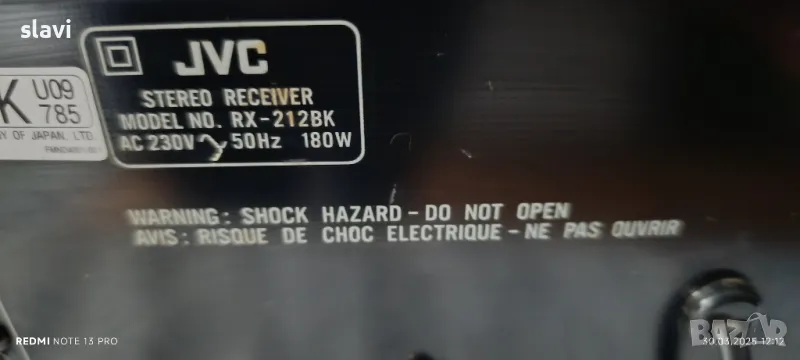 slavi
JVC
STEREO RECEIVER
MODEL NO. RX-212BK
AC 230V 50Hz 180W
K U09
785
Y OF JAPAN, LTD.
WARNING: SHOCK HAZARD - DO NOT OPEN
AVIS: RISQUE DE CHOC ELECTRIQUE - NE PAS OUVRIR
REDMI NOTE 13 PRO
30.03.2025 12:12
BAZAR